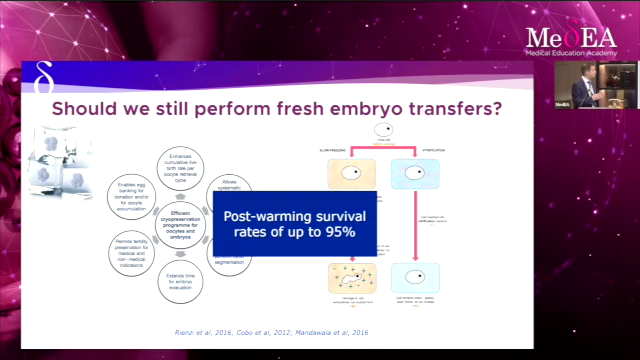 MeδEA
Medical Education Academy
MedEA
δ
Should we still perform fresh embryo transfers?
Enhances
cumulative live
birth rate per
oocyte retrieval
cycle
Enables egg
banking for
donation and/or
for oocyte
accumulation
Allows
systematic
Efficient
cryopreservation
programme for
oocytes and
embryos
Permits fertility
preservation for
medical and
non- medical
indications
segmentation
Extends time
for embryo
evaluation
SLOW-FREEZING
VITRIFICATION
Post-warming survival
rates of up to 95%
Rienzi et al, 2016, Cobo et al, 2012; Mandawala et al, 2016